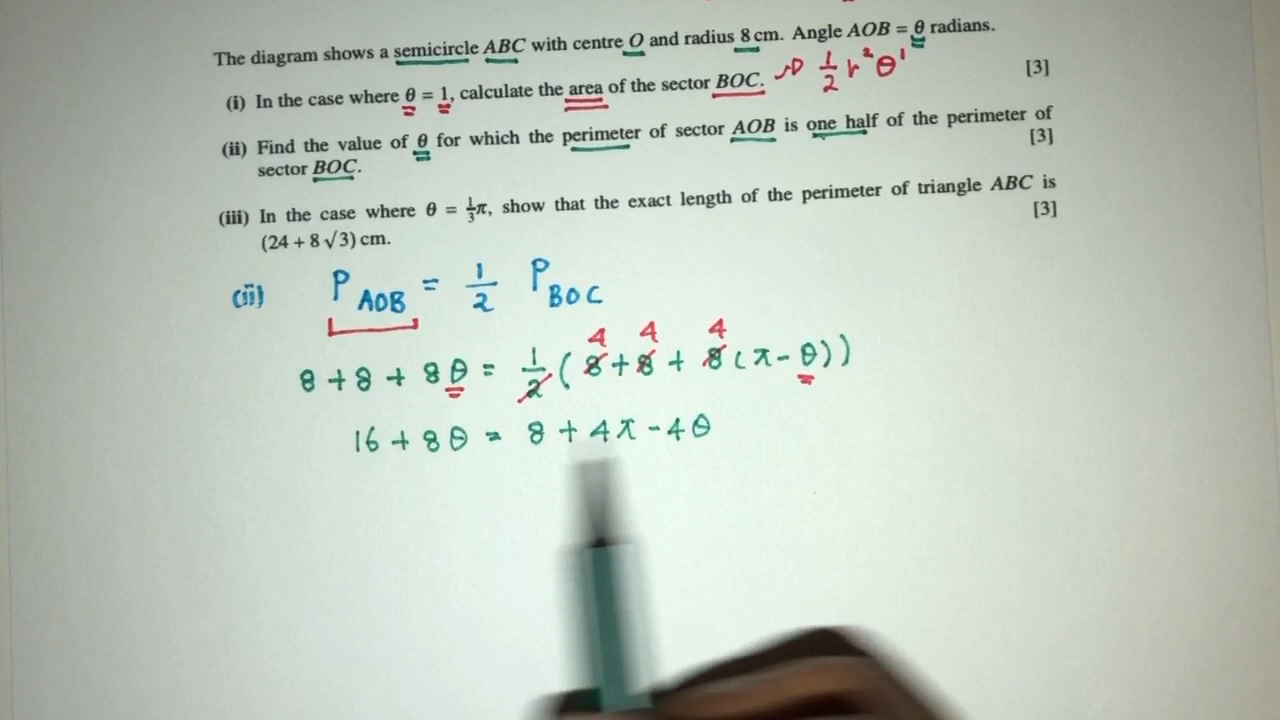 The diagram shows a semicircle ABC with centre O and radius 8 cm. Angle AOB = θ radians.
(i) In the case where θ = 1, calculate the area of the sector BOC. → 1/2 r²θ¹ [3]
(ii) Find the value of θ for which the perimeter of sector AOB is one half of the perimeter of
sector BOC. [3]
(iii) In the case where θ = 1/3π, show that the exact length of the perimeter of triangle ABC is
(24 + 8√3) cm. [3]
(ii) P AOB = 1/2 P BOC
4 4 4
8 + 8 + 8θ = 1/2 (8 + 8 + 8(π - θ))
16 + 8θ = 8 + 4π - 4θ